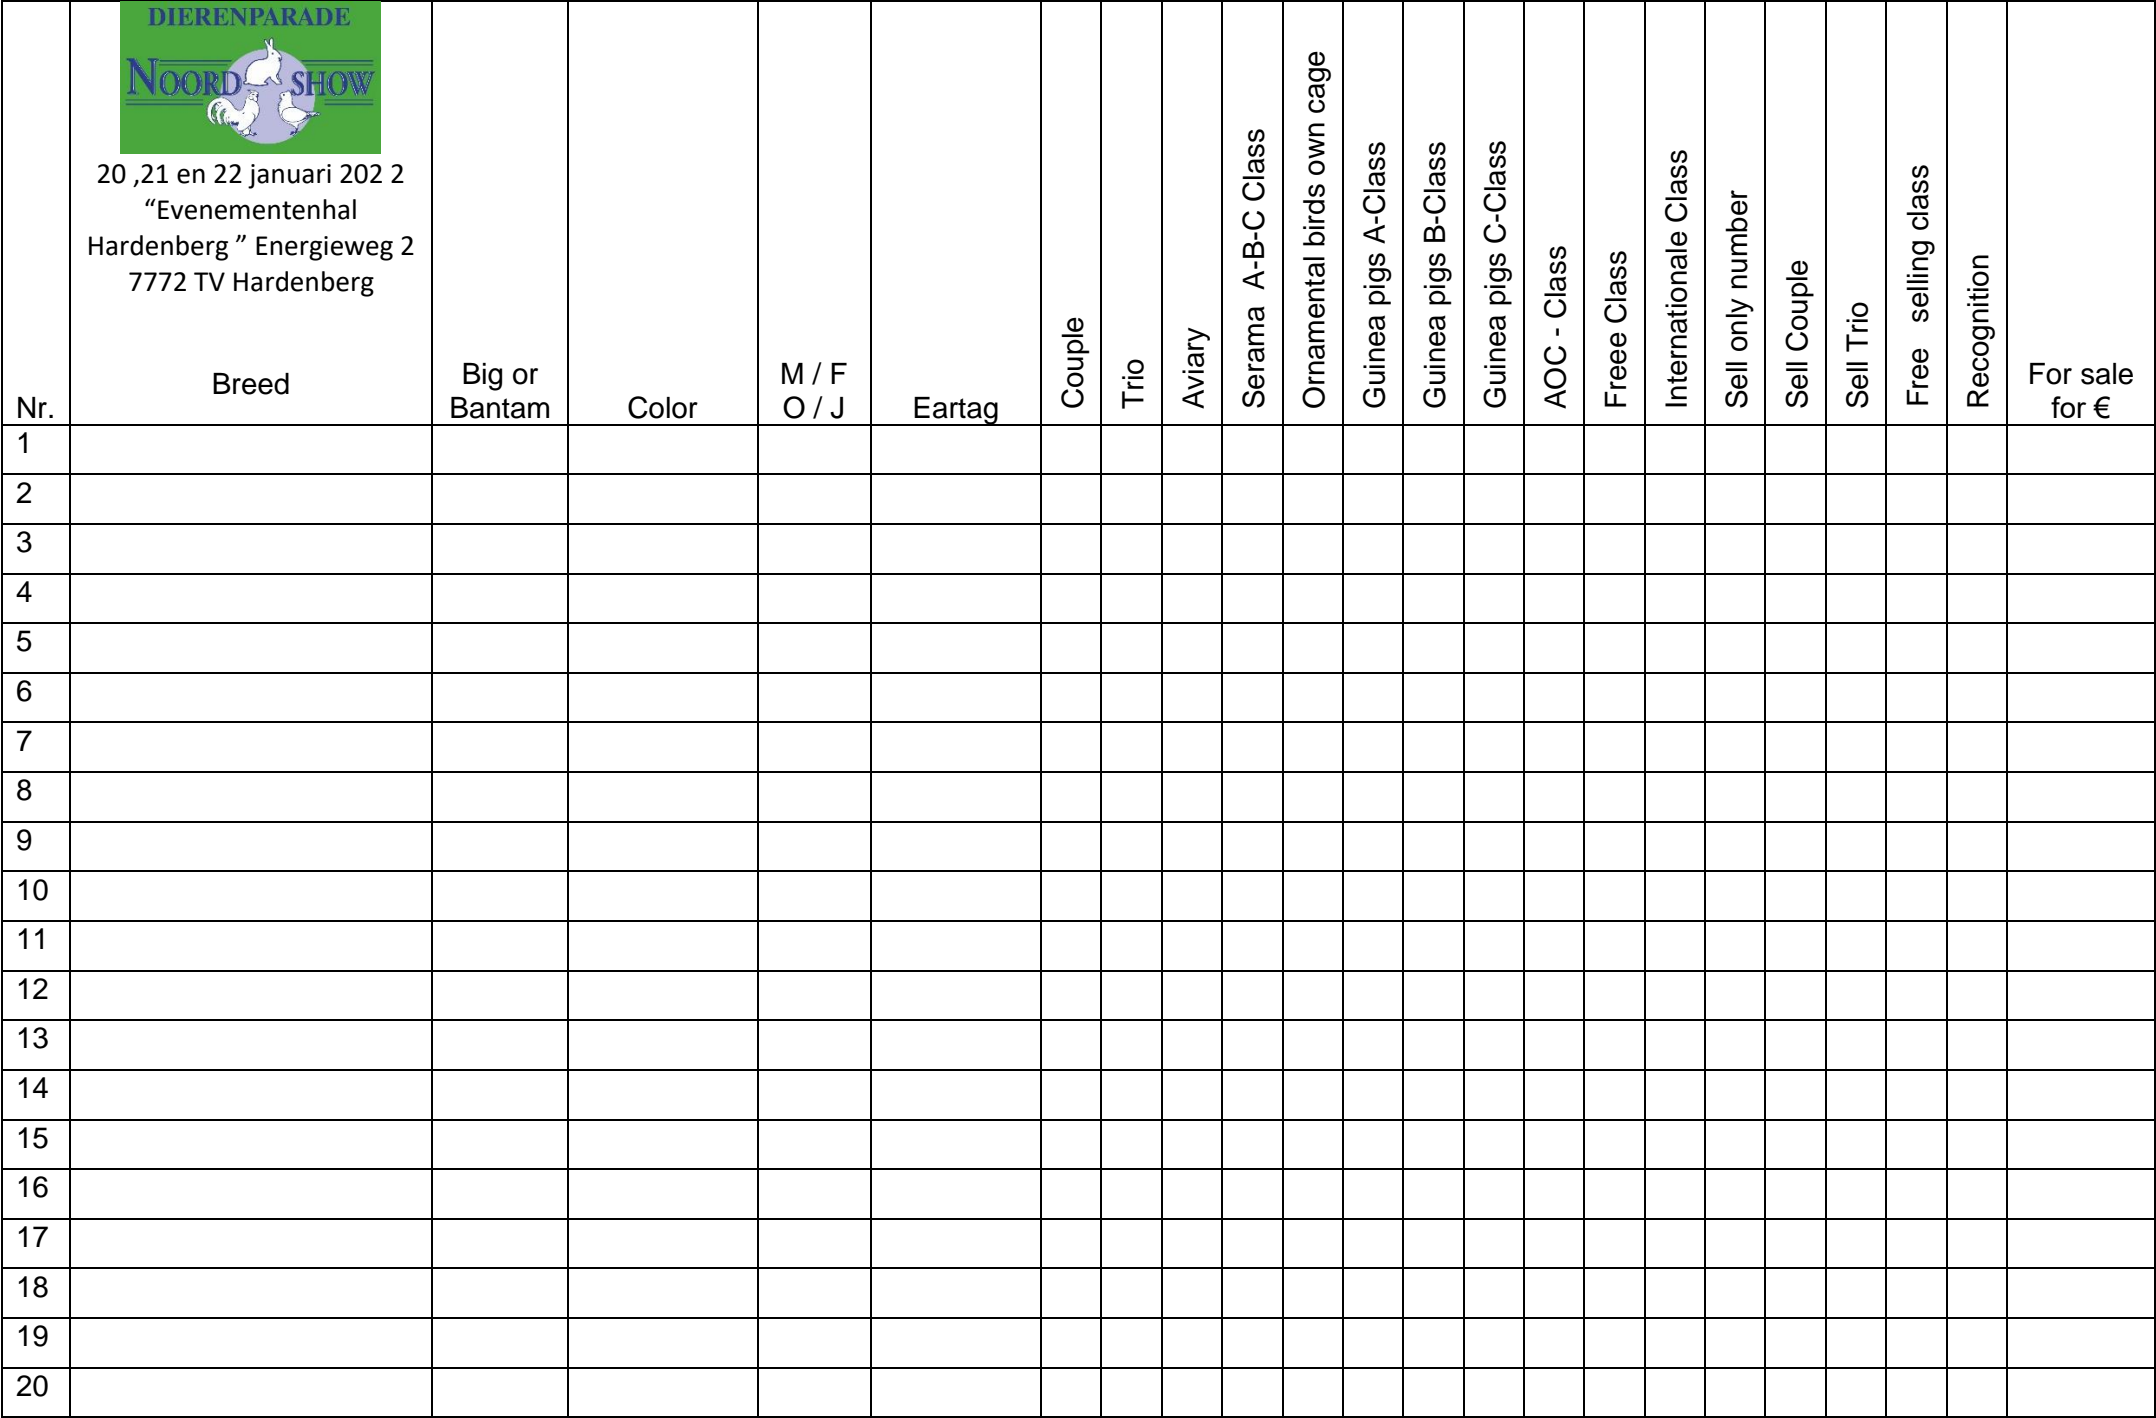 DIERENPARADE
NOORD SHOW
20 ,21 en 22 januari 202 2
“Evenementenhal
Hardenberg ” Energieweg 2
7772 TV Hardenberg
Nr.
Breed
Big or
Bantam
Color
M / F
O / J
Eartag
Couple
Trio
Aviary
Serama A-B-C Class
Ornamental birds own cage
Guinea pigs A-Class
Guinea pigs B-Class
Guinea pigs C-Class
AOC - Class
Freee Class
Internationale Class
Sell only number
Sell Couple
Sell Trio
Free selling class
Recognition
For sale
for €
1
2
3
4
5
6
7
8
9
10
11
12
13
14
15
16
17
18
19
20